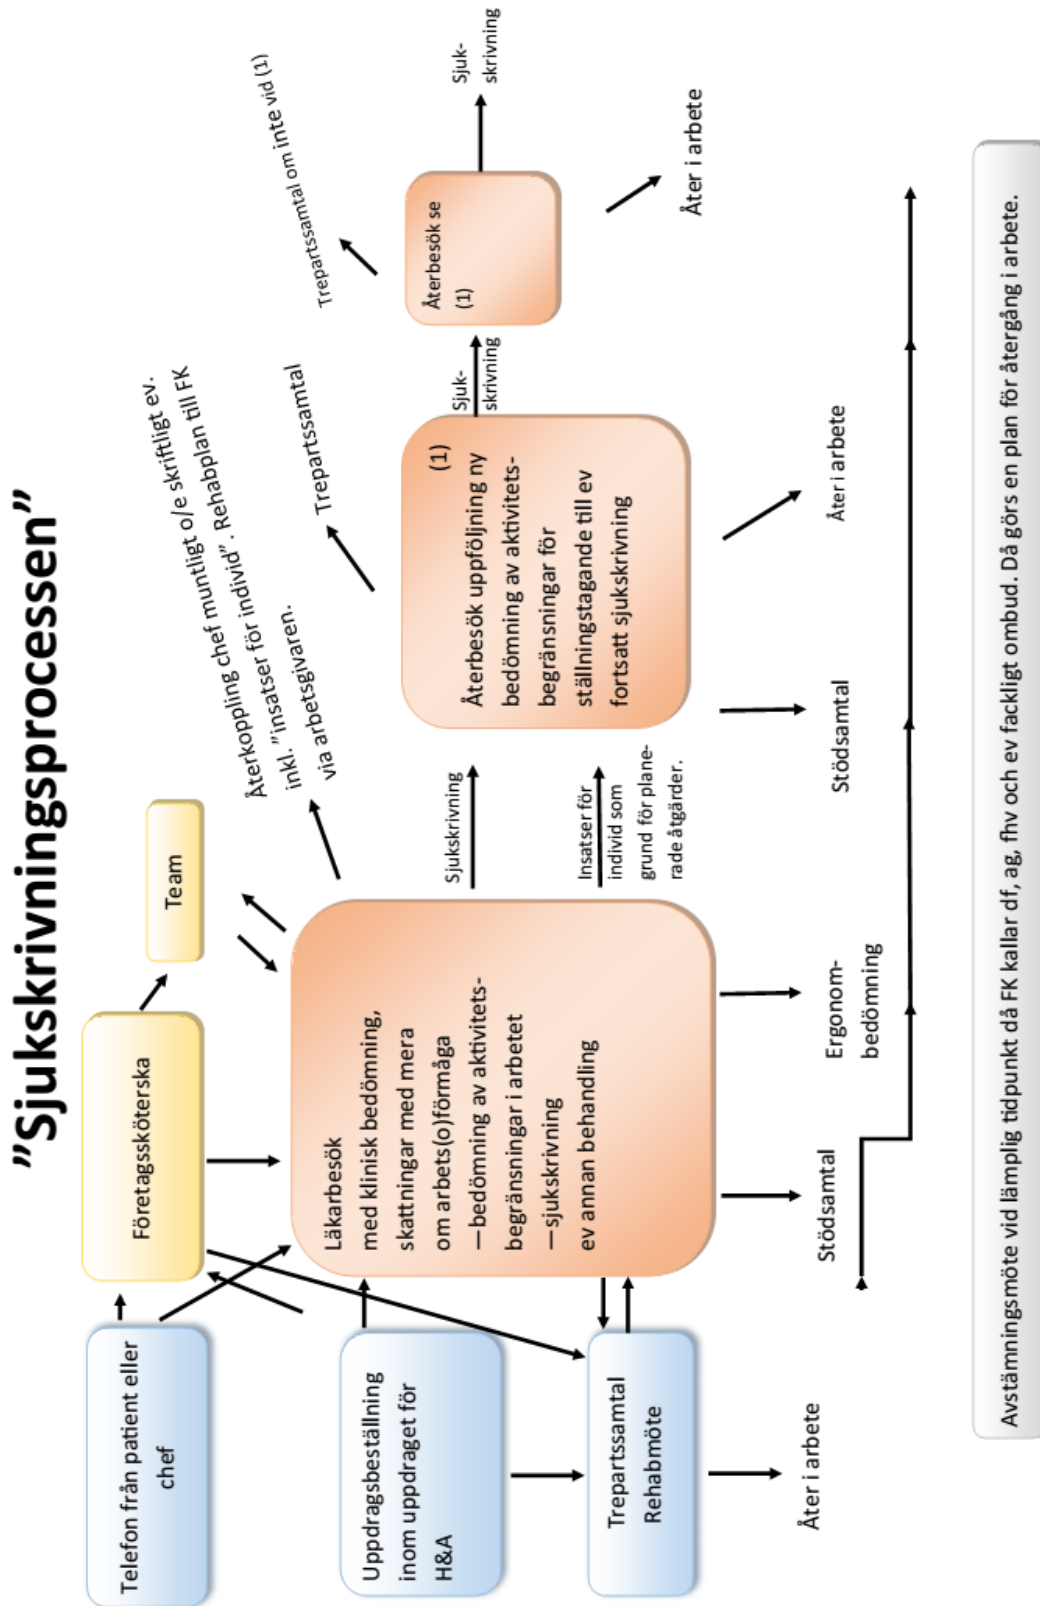 ”Sjukskrivningsprocessen”
Telefon från patient eller
chef
Företagssköterska
Team
Återkoppling chef muntligt o/e skriftligt ev.
inkl. ”insatser för individ”. Rehabplan till FK
via arbetsgivaren.
Trepartssamtal
Trepartssamtal om inte vid (1)
Uppdragsbeställning
inom uppdraget för
H&A
Läkarbesök
med klinisk bedömning,
skattningar med mera
om arbets(o)förmåga
—bedömning av aktivitets-
begränsningar i arbetet
—sjukskrivning
ev annan behandling
Sjukskrivning
Insatser för
individ som
grund för plane-
rade åtgärder.
(1)
Återbesök uppföljning ny
bedömning av aktivitets-
begränsningar för
ställningstagande till ev
fortsatt sjukskrivning
Sjuk-
skrivning
Återbesök se
(1)
Sjuk-
skrivning
Trepartssamtal
Rehabmöte
Åter i arbete
Stödsamtal
Ergonom-
bedömning
Stödsamtal
Åter i arbete
Åter i arbete
Avstämningsmöte vid lämplig tidpunkt då FK kallar df, ag, fhv och ev fackligt ombud. Då görs en plan för återgång i arbete.